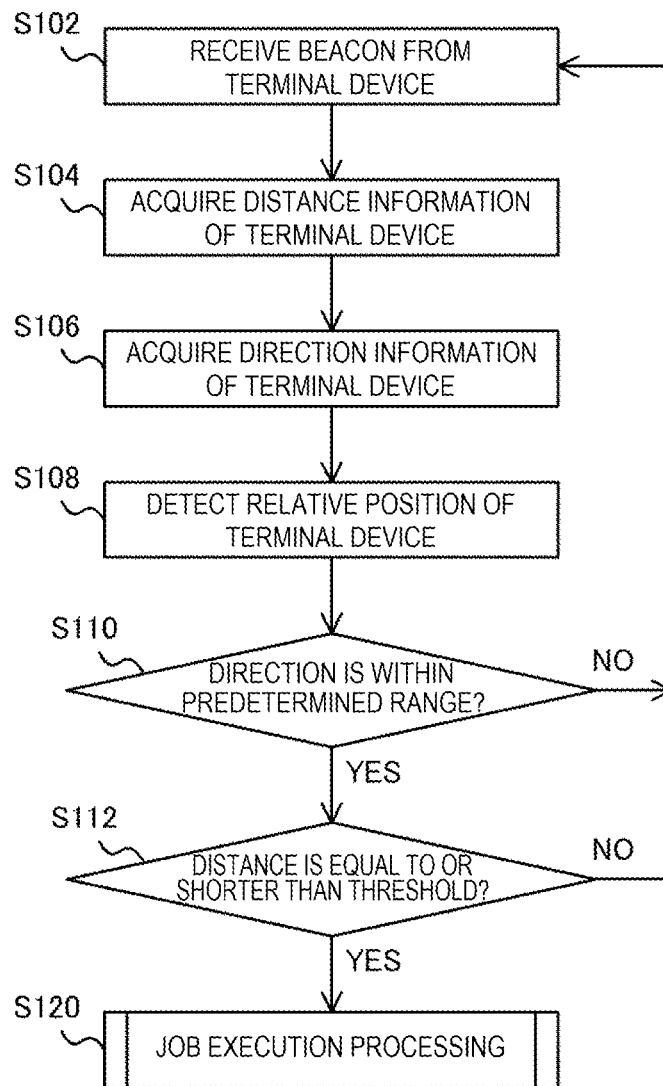 S102
RECEIVE BEACON FROM
TERMINAL DEVICE
S104
ACQUIRE DISTANCE INFORMATION
OF TERMINAL DEVICE
S106
ACQUIRE DIRECTION INFORMATION
OF TERMINAL DEVICE
S108
DETECT RELATIVE POSITION OF
TERMINAL DEVICE
S110
DIRECTION IS WITHIN
PREDETERMINED RANGE?
NO
YES
S112
DISTANCE IS EQUAL TO OR
SHORTER THAN THRESHOLD?
NO
YES
S120
JOB EXECUTION PROCESSING